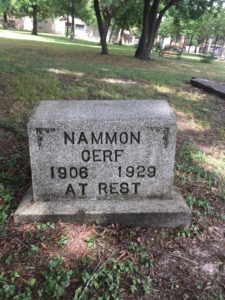 NAMMON
CERF
1906 1929
AT REST